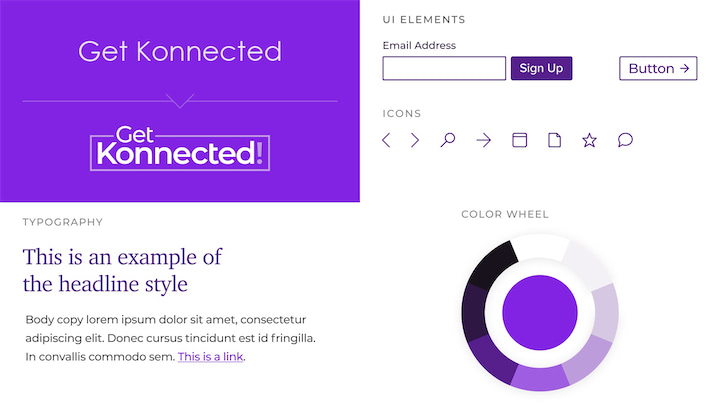 Get Konnected
Get
Konnected!
TYPOGRAPHY
This is an example of
the headline style
Body copy lorem ipsum dolor sit amet, consectetur
adipiscing elit. Donec cursus tincidunt est id fringilla.
In convallis commodo sem. This is a link.
UI ELEMENTS
Email Address
Sign Up
Button →
ICONS
COLOR WHEEL